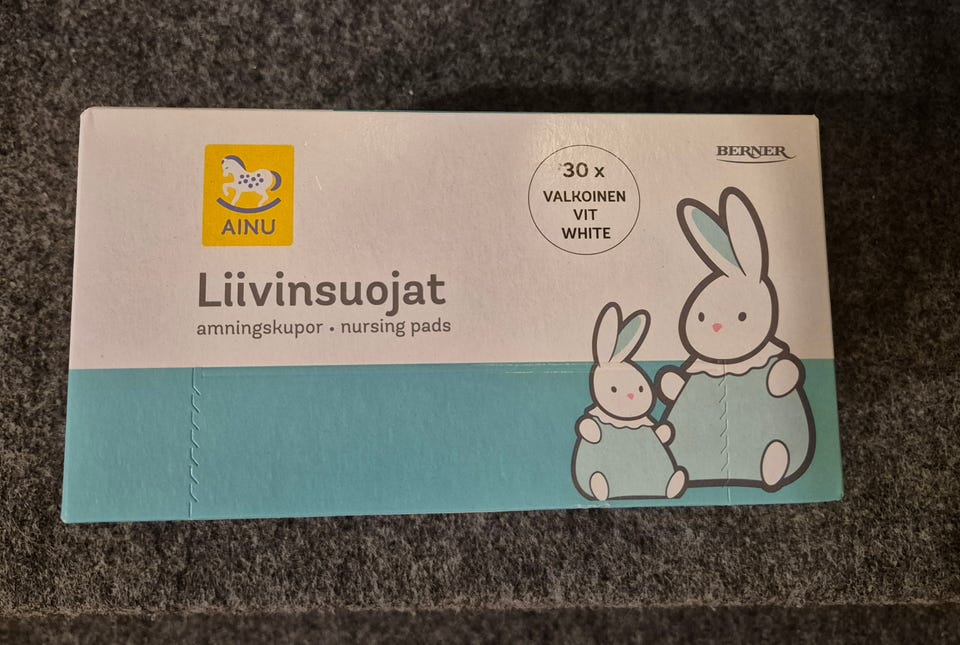 AINU
30 x
VALKOINEN
VIT
WHITE
BERNER
Liivinsuojat
amningskupor • nursing pads